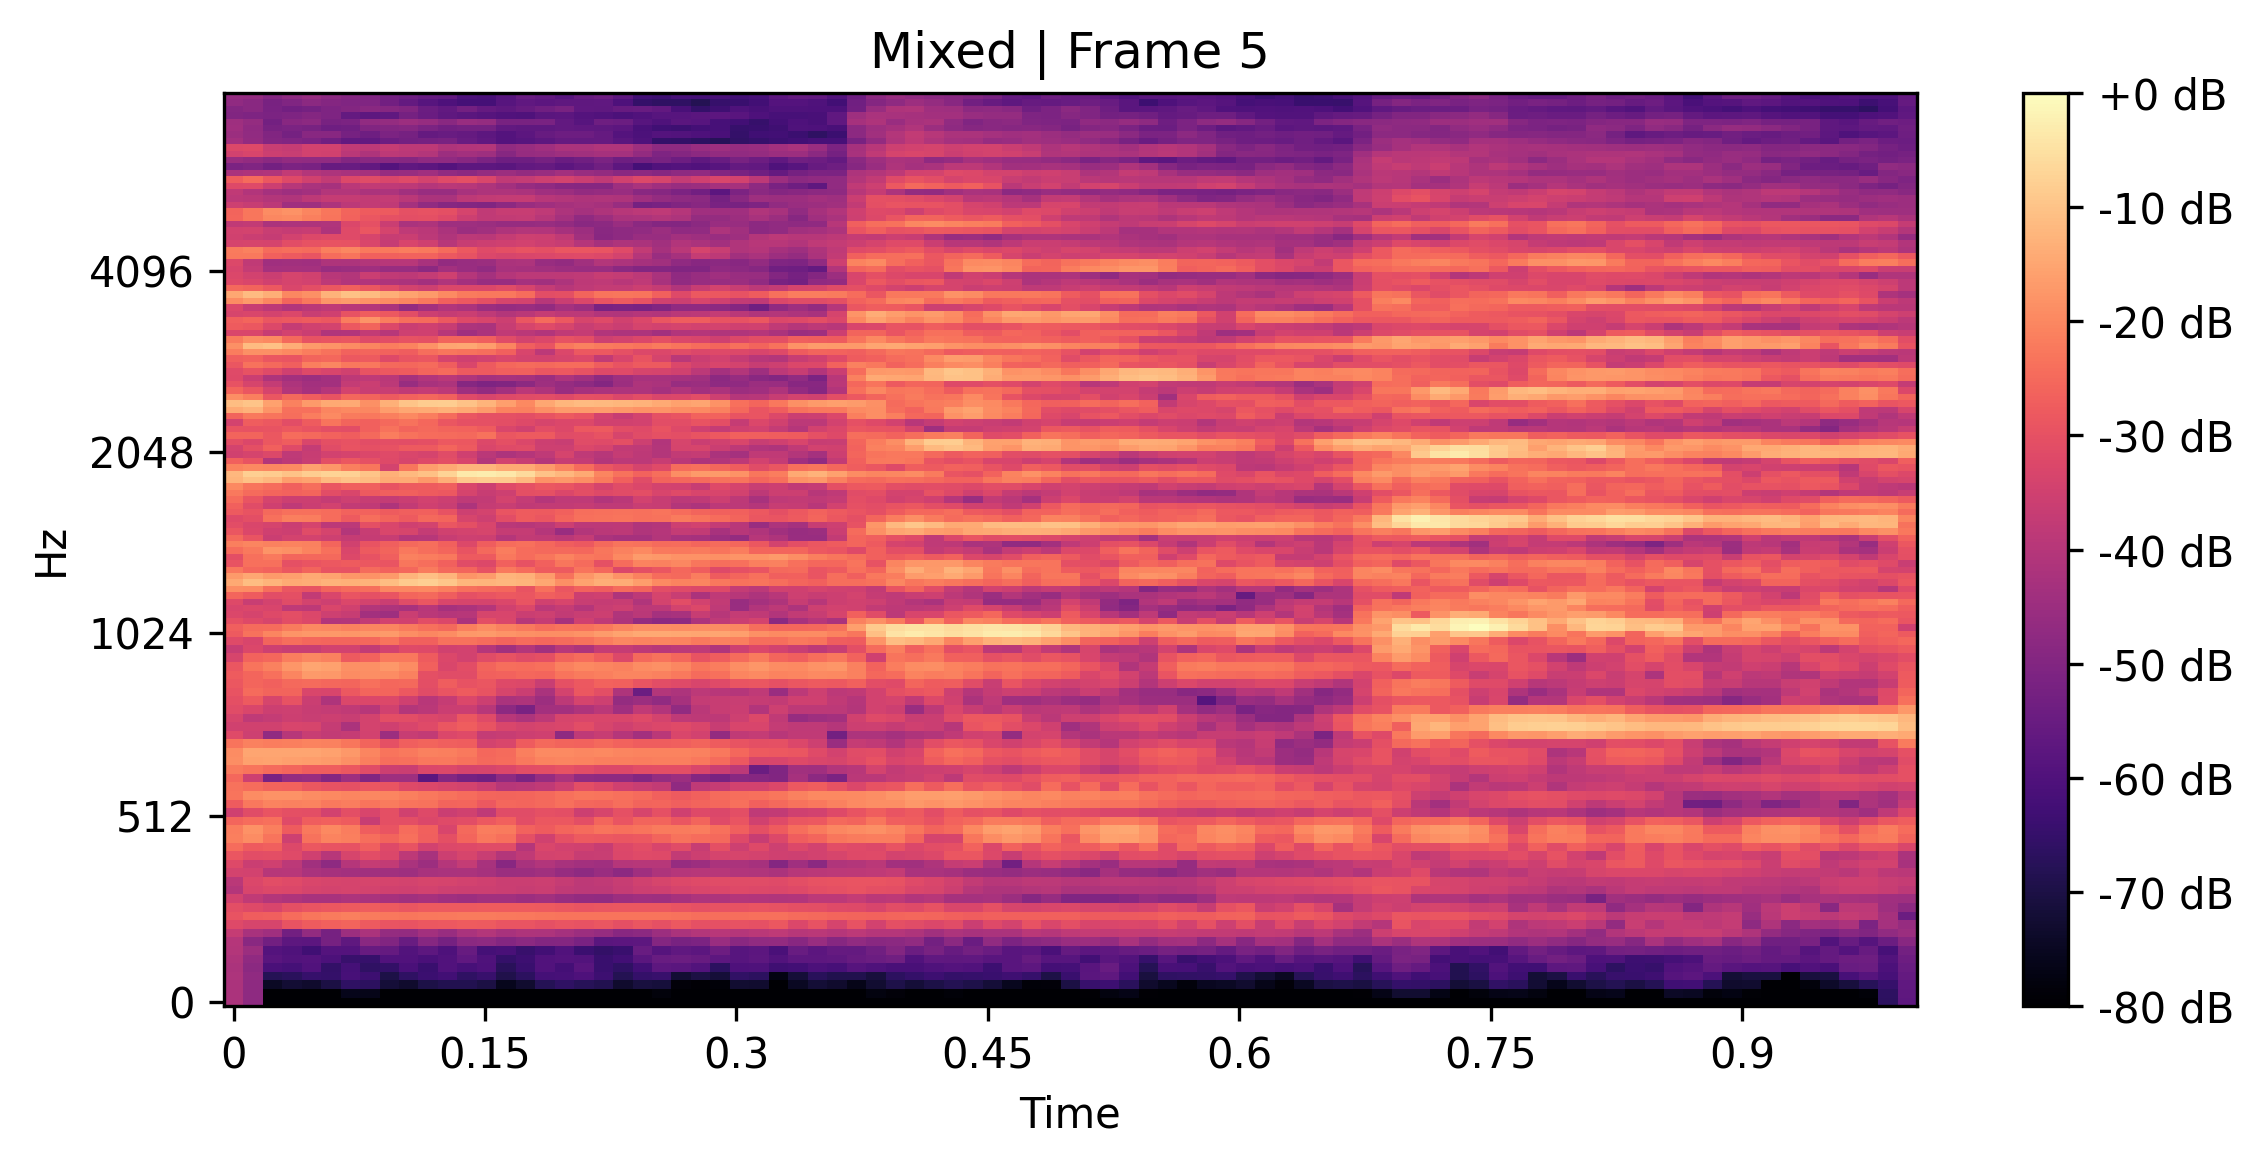 Mixed | Frame 5
Hz
4096
2048
1024
512
0
0 0.15 0.3 0.45 0.6 0.75 0.9
Time
+0 dB
-10 dB
-20 dB
-30 dB
-40 dB
-50 dB
-60 dB
-70 dB
-80 dB